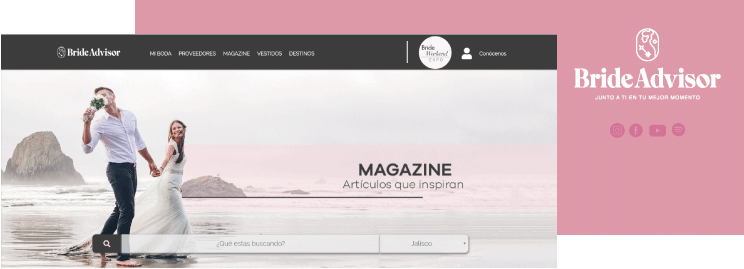 BrideAdvisor
MI BODA PROVEEDORES MAGAZINE VESTIDOS DESTINOS
Bride
Weekend
EXPO
Conócenos
MAGAZINE
Artículos que inspiran
¿Qué estas buscando?
Jalisco
BrideAdvisor
JUNTO A TI EN TU MEJOR MOMENTO